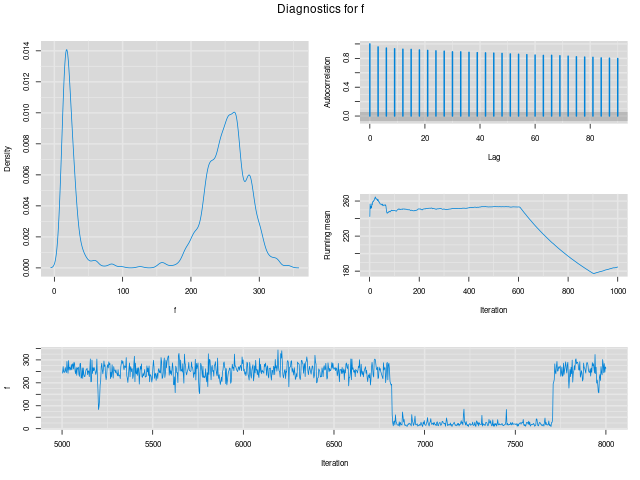 Diagnostics for f
Density
0.000 0.002 0.004 0.006 0.008 0.010 0.012 0.014
0 100 200 300
f
Autocorrelation
0.0 0.4 0.8
0 20 40 60 80
Lag
Running mean
180 220 260
0 200 400 600 800 1000
Iteration
f
0 100 200 300
5000 5500 6000 6500 7000 7500 8000
Iteration